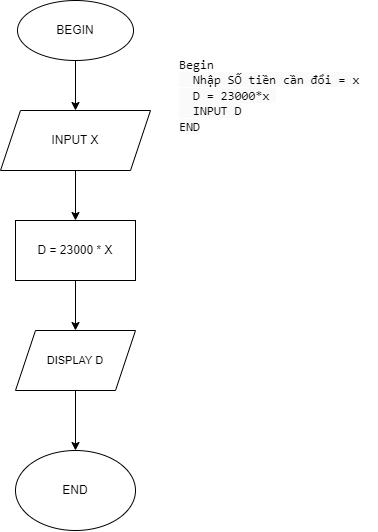 BEGIN
INPUT X
D = 23000 * X
DISPLAY D
END
Begin
Nhập SỐ tiền cần đổi = x
D = 23000*x
INPUT D
END